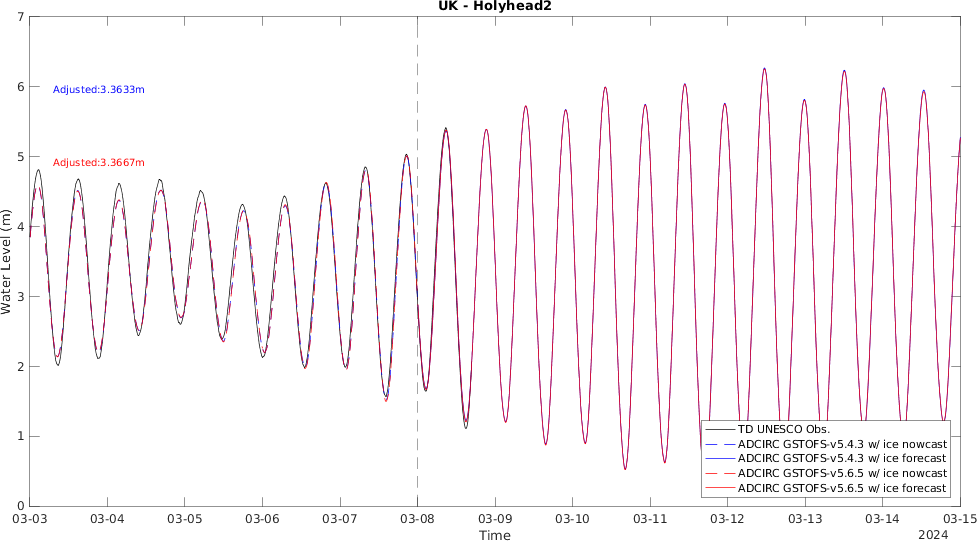 UK - Holyhead2
7
6
5
4
3
2
1
0
Water Level (m)
Adjusted:3.3633m
Adjusted:3.3667m
TD UNESCO Obs.
ADCIRC GSTOFS-v5.4.3 w/ ice nowcast
ADCIRC GSTOFS-v5.4.3 w/ ice forecast
ADCIRC GSTOFS-v5.6.5 w/ ice nowcast
ADCIRC GSTOFS-v5.6.5 w/ ice forecast
03-03 03-04 03-05 03-06 03-07 03-08 03-09 03-10 03-11 03-12 03-13 03-14 03-15
Time
2024